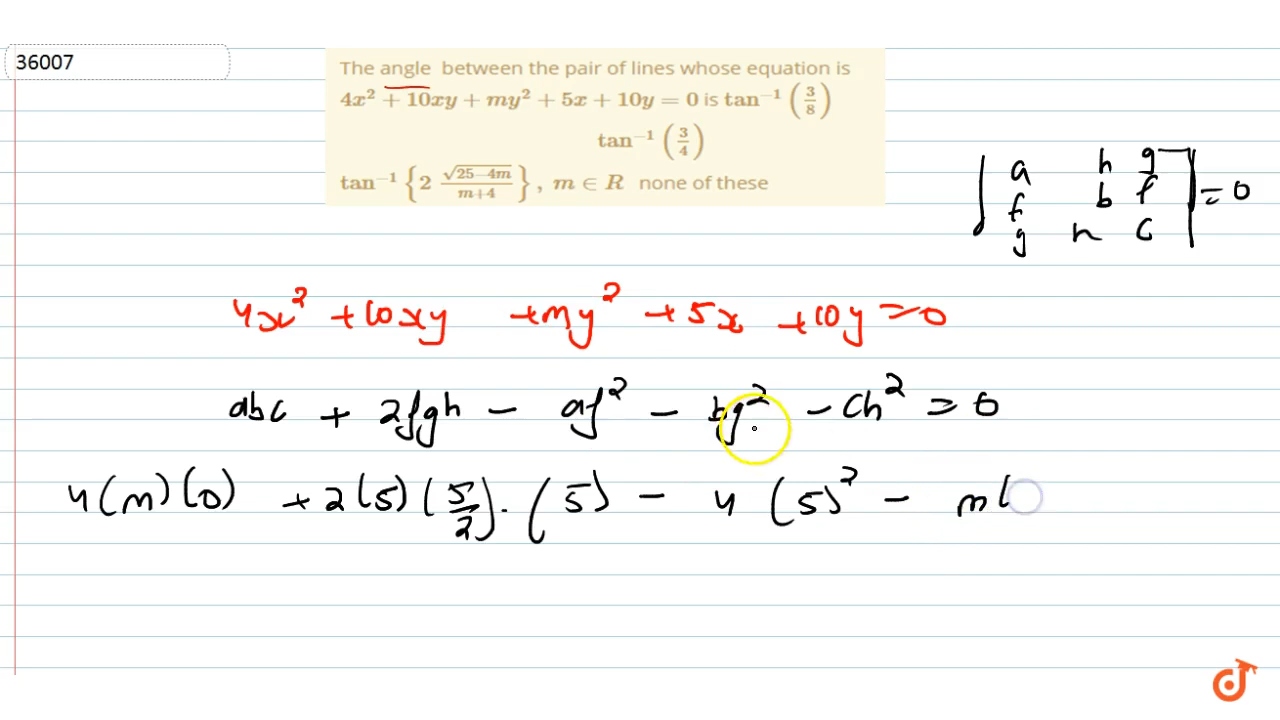 36007
The angle between the pair of lines whose equation is
4x² + 10xy + my² + 5x + 10y = 0 is tan⁻¹ (3/8)
tan⁻¹ (3/4)
tan⁻¹ {2 √(25−4m)/(m+4)}, m ∈ R none of these
| a h g |
| f b f | = 0
| g h c |
4x² + 10xy + my² + 5x + 10y = 0
abc + 2fgh − af² − bg² − ch² = 0
4(m)(0) + 2(5)(5/2).(5) − 4(5)² − m(